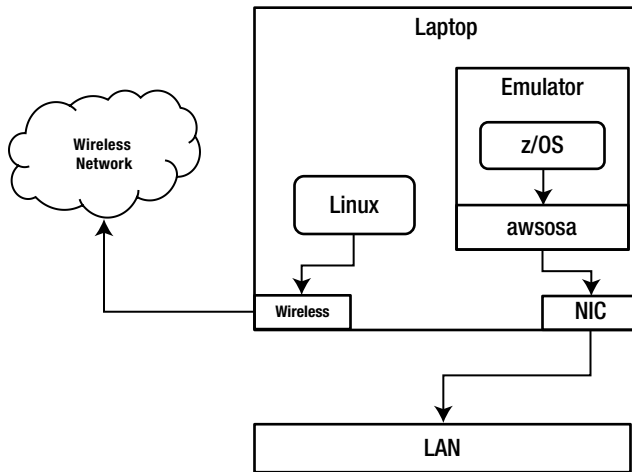 Laptop
Emulator
z/OS
awsosa
Wireless
Network
Linux
Wireless
NIC
LAN